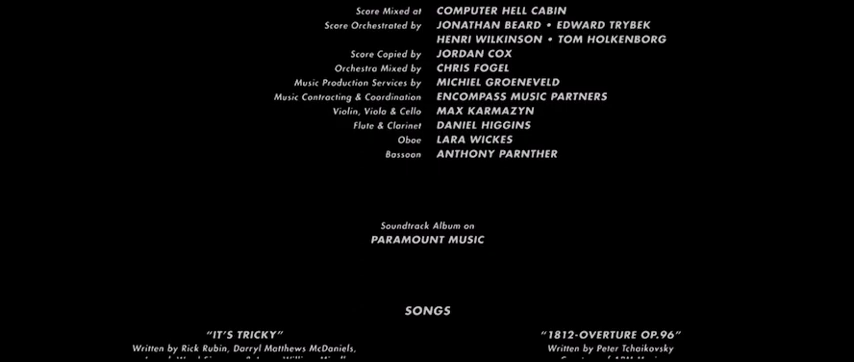 Score Mixed at COMPUTER HELL CABIN
Score Orchestrated by JONATHAN BEARD • EDWARD TRYBEK
HENRI WILKINSON • TOM HOLKENBORG
Score Copied by JORDAN COX
Orchestra Mixed by CHRIS FOGEL
Music Production Services by MICHIEL GROENEVELD
Music Contracting & Coordination ENCOMPASS MUSIC PARTNERS
Violin, Viola & Cello MAX KARMAZYN
Flute & Clarinet DANIEL HIGGINS
Oboe LARA WICKES
Bassoon ANTHONY PARNTHER
Soundtrack Album on
PARAMOUNT MUSIC
SONGS
"IT'S TRICKY"
Written by Rick Rubin, Darryl Matthews McDaniels,
"1812-OVERTURE OP.96"
Written by Peter Tchaikovsky